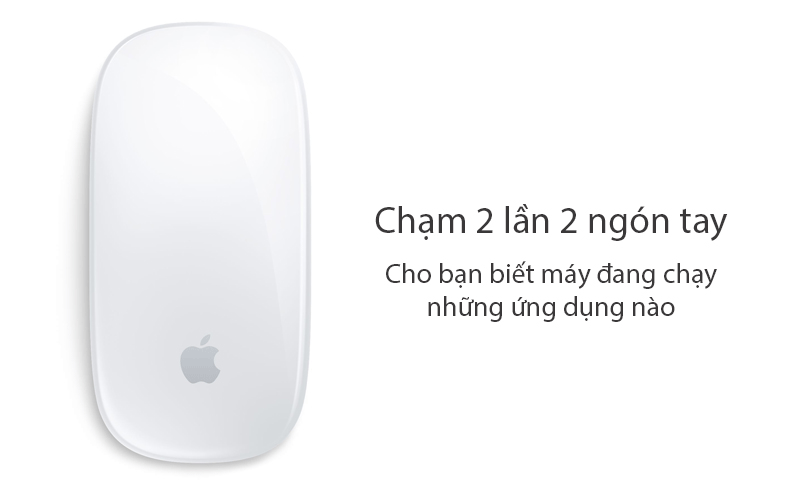 Chạm 2 lần 2 ngón tay
Cho bạn biết máy đang chạy
những ứng dụng nào